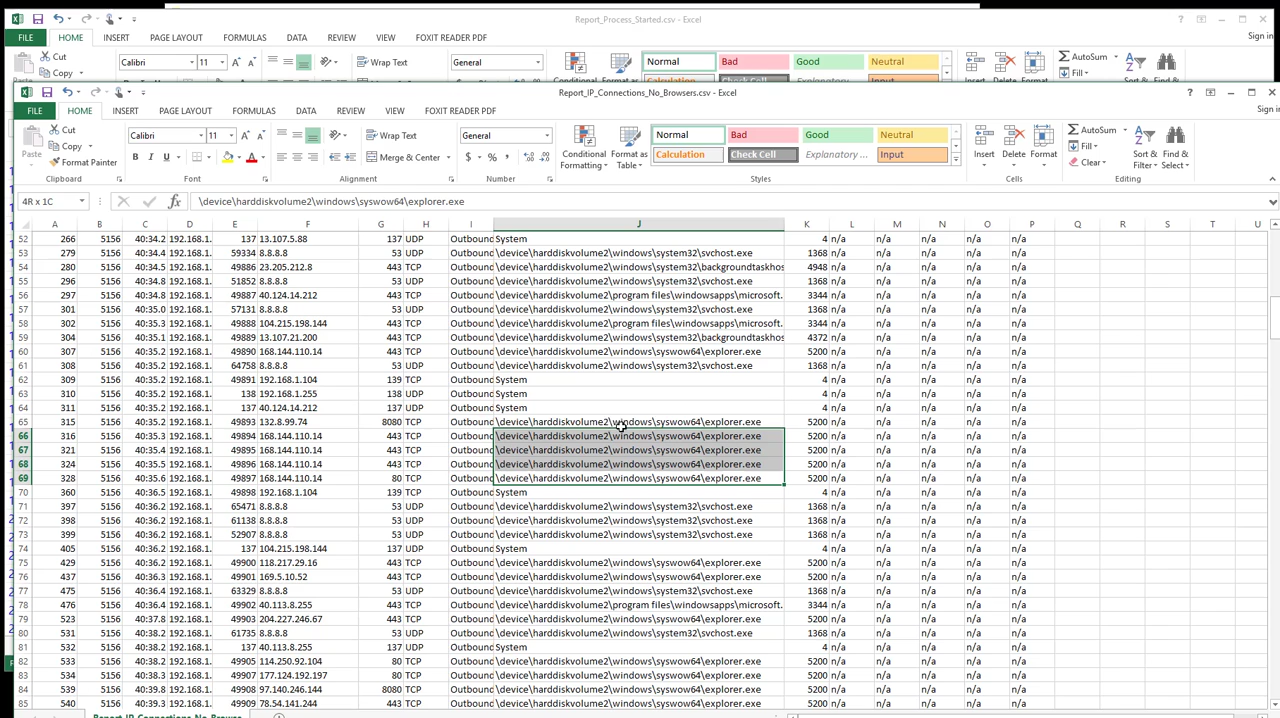 Report_Process_Started.csv - Excel
FILE HOME INSERT PAGE LAYOUT FORMULAS DATA REVIEW VIEW FOXIT READER PDF Sign in
Cut Calibri 11 Wrap Text General Normal Bad Good Neutral AutoSum
Copy Conditional Format as Calculation Check Cell Explanatory ... Input Insert Delete Format Fill Sort & Find &
Report_IP_Connections_No_Browsers.csv - Excel
FILE HOME INSERT PAGE LAYOUT FORMULAS DATA REVIEW VIEW FOXIT READER PDF Sign in
Cut Calibri 11 Wrap Text General Normal Bad Good Neutral AutoSum
Paste Copy Fill
Format Painter B I U Merge & Center $ % , Conditional Formatting Format as Table Calculation Check Cell Explanatory ... Input Insert Delete Format Clear Sort & Filter Find & Select
Clipboard Font Alignment Number Styles Cells Editing
4R x 1C fx \device\harddiskvolume2\windows\syswow64\explorer.exe
A B C D E F G H I J K L M N O P Q R S T U
52 266 5156 40:34.2 192.168.1. 137 13.107.5.88 137 UDP Outbound System 4 n/a n/a n/a n/a n/a
53 279 5156 40:34.4 192.168.1. 59334 8.8.8.8 53 UDP Outbound \device\harddiskvolume2\windows\system32\svchost.exe 1368 n/a n/a n/a n/a n/a
54 280 5156 40:34.5 192.168.1. 49886 23.205.212.8 443 TCP Outbound \device\harddiskvolume2\windows\system32\backgroundtaskhos 4948 n/a n/a n/a n/a n/a
55 296 5156 40:34.8 192.168.1. 51852 8.8.8.8 53 UDP Outbound \device\harddiskvolume2\windows\system32\svchost.exe 1368 n/a n/a n/a n/a n/a
56 297 5156 40:34.8 192.168.1. 49887 40.124.14.212 443 TCP Outbound \device\harddiskvolume2\program files\windowsapps\microsoft. 3344 n/a n/a n/a n/a n/a
57 301 5156 40:35.0 192.168.1. 57131 8.8.8.8 53 UDP Outbound \device\harddiskvolume2\windows\system32\svchost.exe 1368 n/a n/a n/a n/a n/a
58 302 5156 40:35.1 192.168.1. 49888 104.215.198.144 443 TCP Outbound \device\harddiskvolume2\program files\windowsapps\microsoft. 3344 n/a n/a n/a n/a n/a
59 304 5156 40:35.1 192.168.1. 49889 13.107.21.200 443 TCP Outbound \device\harddiskvolume2\windows\system32\backgroundtaskhos 4372 n/a n/a n/a n/a n/a
60 307 5156 40:35.2 192.168.1. 49890 168.144.110.14 443 TCP Outbound \device\harddiskvolume2\windows\syswow64\explorer.exe 5200 n/a n/a n/a n/a n/a
61 308 5156 40:35.2 192.168.1. 64758 8.8.8.8 53 UDP Outbound \device\harddiskvolume2\windows\system32\svchost.exe 1368 n/a n/a n/a n/a n/a
62 309 5156 40:35.2 192.168.1. 49891 192.168.1.104 139 TCP Outbound System 4 n/a n/a n/a n/a n/a
63 310 5156 40:35.2 192.168.1. 138 192.168.1.255 138 UDP Outbound System 4 n/a n/a n/a n/a n/a
64 311 5156 40:35.2 192.168.1. 137 40.124.14.212 137 UDP Outbound System 4 n/a n/a n/a n/a n/a
65 315 5156 40:35.2 192.168.1. 49893 132.8.99.74 8080 TCP Outbound \device\harddiskvolume2\windows\syswow64\explorer.exe 5200 n/a n/a n/a n/a n/a
66 316 5156 40:35.3 192.168.1. 49894 168.144.110.14 443 TCP Outbound \device\harddiskvolume2\windows\syswow64\explorer.exe 5200 n/a n/a n/a n/a n/a
67 321 5156 40:35.4 192.168.1. 49895 168.144.110.14 443 TCP Outbound \device\harddiskvolume2\windows\syswow64\explorer.exe 5200 n/a n/a n/a n/a n/a
68 324 5156 40:35.5 192.168.1. 49896 168.144.110.14 443 TCP Outbound \device\harddiskvolume2\windows\syswow64\explorer.exe 5200 n/a n/a n/a n/a n/a
69 328 5156 40:35.6 192.168.1. 49897 168.144.110.14 80 TCP Outbound \device\harddiskvolume2\windows\syswow64\explorer.exe 5200 n/a n/a n/a n/a n/a
70 360 5156 40:35.6 192.168.1. 49898 192.168.1.104 139 TCP Outbound System 4 n/a n/a n/a n/a n/a
71 397 5156 40:36.2 192.168.1. 65471 8.8.8.8 53 UDP Outbound \device\harddiskvolume2\windows\system32\svchost.exe 1368 n/a n/a n/a n/a n/a
72 398 5156 40:36.2 192.168.1. 61138 8.8.8.8 53 UDP Outbound \device\harddiskvolume2\windows\system32\svchost.exe 1368 n/a n/a n/a n/a n/a
73 399 5156 40:36.2 192.168.1. 52907 8.8.8.8 53 UDP Outbound \device\harddiskvolume2\windows\system32\svchost.exe 1368 n/a n/a n/a n/a n/a
74 405 5156 40:36.2 192.168.1. 137 104.215.198.144 137 UDP Outbound System 4 n/a n/a n/a n/a n/a
75 429 5156 40:36.2 192.168.1. 49900 118.217.29.16 443 TCP Outbound \device\harddiskvolume2\windows\syswow64\explorer.exe 5200 n/a n/a n/a n/a n/a
76 437 5156 40:36.3 192.168.1. 49901 169.5.10.52 443 TCP Outbound \device\harddiskvolume2\windows\syswow64\explorer.exe 5200 n/a n/a n/a n/a n/a
77 475 5156 40:36.4 192.168.1. 63329 8.8.8.8 53 UDP Outbound \device\harddiskvolume2\windows\system32\svchost.exe 1368 n/a n/a n/a n/a n/a
78 476 5156 40:36.4 192.168.1. 49902 40.113.8.255 443 TCP Outbound \device\harddiskvolume2\program files\windowsapps\microsoft. 3344 n/a n/a n/a n/a n/a
79 523 5156 40:37.8 192.168.1. 49903 204.227.246.67 443 TCP Outbound \device\harddiskvolume2\windows\syswow64\explorer.exe 5200 n/a n/a n/a n/a n/a
80 531 5156 40:38.2 192.168.1. 61735 8.8.8.8 53 UDP Outbound \device\harddiskvolume2\windows\system32\svchost.exe 1368 n/a n/a n/a n/a n/a
81 532 5156 40:38.2 192.168.1. 137 40.113.8.255 137 UDP Outbound System 4 n/a n/a n/a n/a n/a
82 533 5156 40:38.2 192.168.1. 49905 114.250.92.104 80 TCP Outbound \device\harddiskvolume2\windows\syswow64\explorer.exe 5200 n/a n/a n/a n/a n/a
83 534 5156 40:38.3 192.168.1. 49907 177.124.192.197 80 TCP Outbound \device\harddiskvolume2\windows\syswow64\explorer.exe 5200 n/a n/a n/a n/a n/a
84 539 5156 40:39.8 192.168.1. 49908 97.140.246.144 8080 TCP Outbound \device\harddiskvolume2\windows\syswow64\explorer.exe 5200 n/a n/a n/a n/a n/a
85 540 5156 40:39.8 192.168.1. 49909 78.54.141.244 443 TCP Outbound \device\harddiskvolume2\windows\syswow64\explorer.exe 5200 n/a n/a n/a n/a n/a
Report_IP_Connections_No_Browse